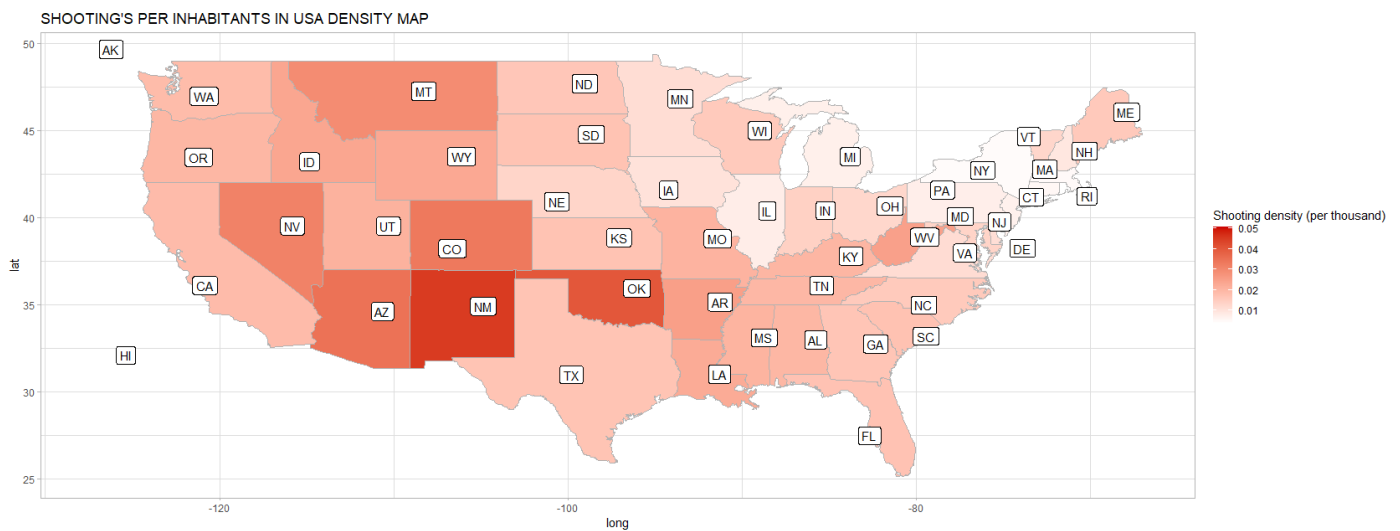 SHOOTING'S PER INHABITANTS IN USA DENSITY MAP
50
AK
ND
MT
MN
WA
ME
45
WI
SD
VT
OR
WY
MI
NH
ID
NY
MA
IA
PA
RI
NE
CT
OH
IL
IN
MD
40
NV
UT
NJ
KS
MO
WV
CO
DE
VA
KY
CA
OK
TN
35
AR
NC
NM
AZ
MS
AL
SC
GA
HI
TX
LA
30
FL
25
lat
-120
-100
-80
long
Shooting density (per thousand)
0.05
0.04
0.03
0.02
0.01